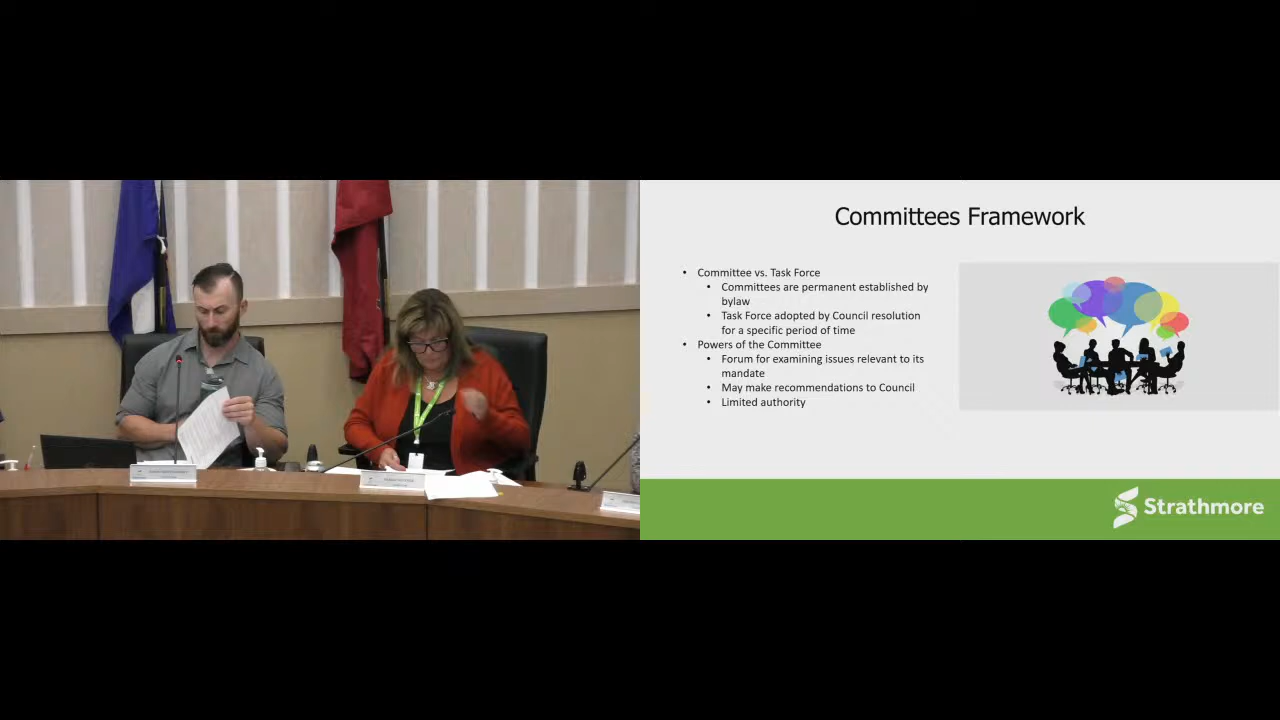 Committees Framework
• Committee vs. Task Force
• Committees are permanent established by
bylaw
• Task Force adopted by Council resolution
for a specific period of time
• Powers of the Committee
• Forum for examining issues relevant to its
mandate
• May make recommendations to Council
• Limited authority
Strathmore